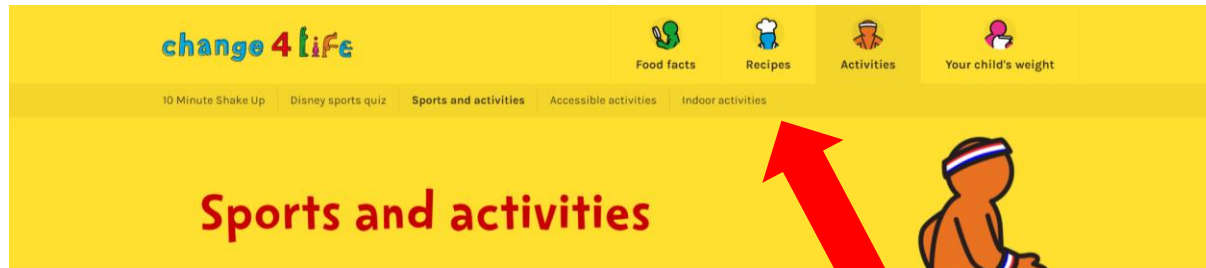 change 4 Life
Food facts Recipes Activities Your child's weight
10 Minute Shake Up Disney sports quiz Sports and activities Accessible activities Indoor activities
Sports and activities